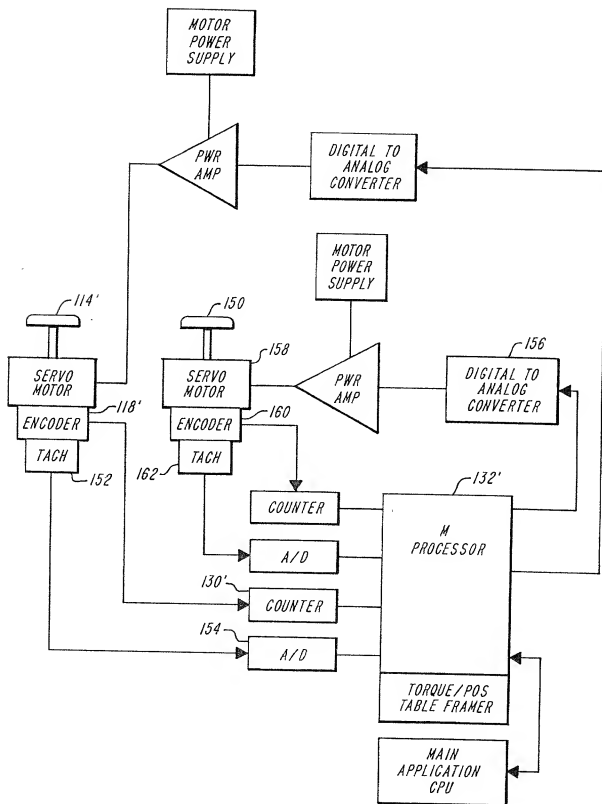 MOTOR
POWER
SUPPLY
PWR
AMP
DIGITAL TO
ANALOG
CONVERTER
MOTOR
POWER
SUPPLY
114'
150
158
156
SERVO
MOTOR
SERVO
MOTOR
PWR
AMP
DIGITAL TO
ANALOG
CONVERTER
118'
160
ENCODER
ENCODER
TACH
TACH
152
162
132'
COUNTER
M
PROCESSOR
A/D
130'
COUNTER
154
A/D
TORQUE/POS
TABLE FRAMER
MAIN
APPLICATION
CPU